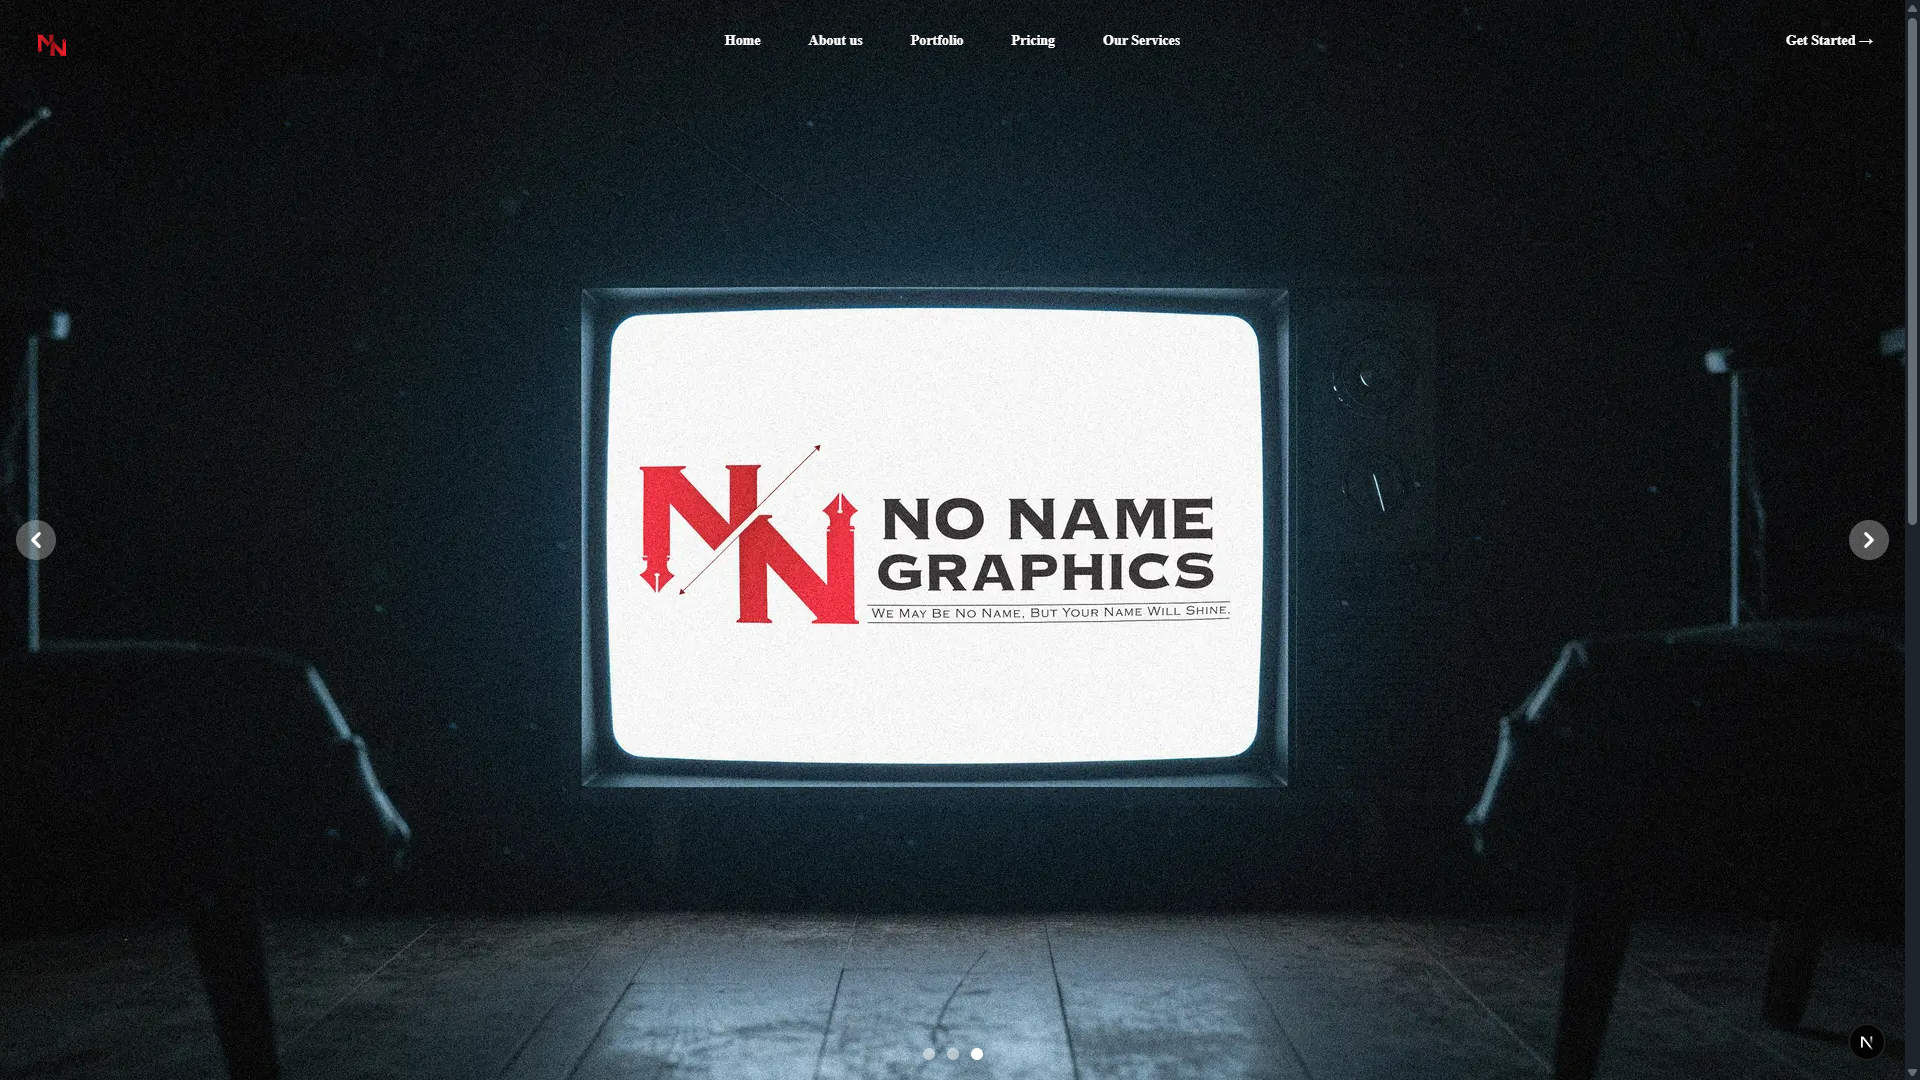 NN
Home
About us
Portfolio
Pricing
Our Services
Get Started →
NN
NO NAME
GRAPHICS
We May Be No Name, But Your Name Will Shine.
N